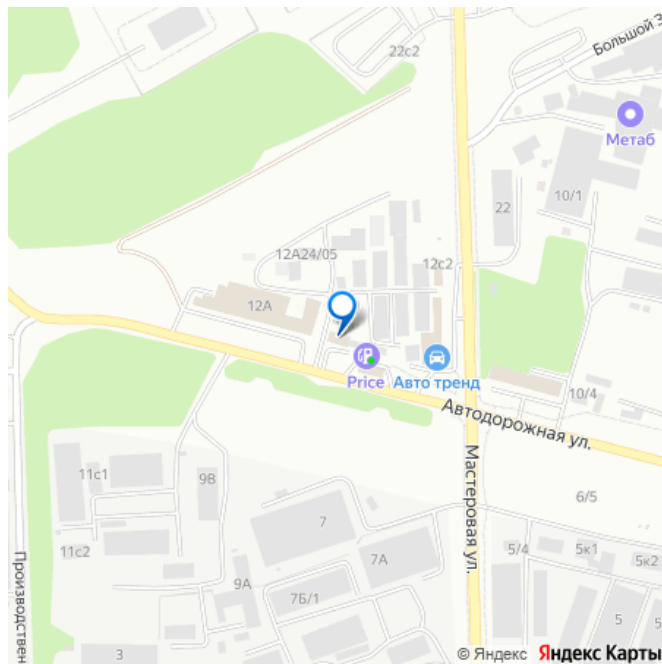 22с2
Большой З
Метаб
10/1
22
12А24/05
12с2
12А
Price
Авто тренд
10/4
Автодорожная ул.
Мастеровая ул.
11с1
9В
6/5
7
11с2
5/4
5к1
5к2
7А
9А
7Б/1
5
5
3
Производствен
© Яндекс Яндекс Карты